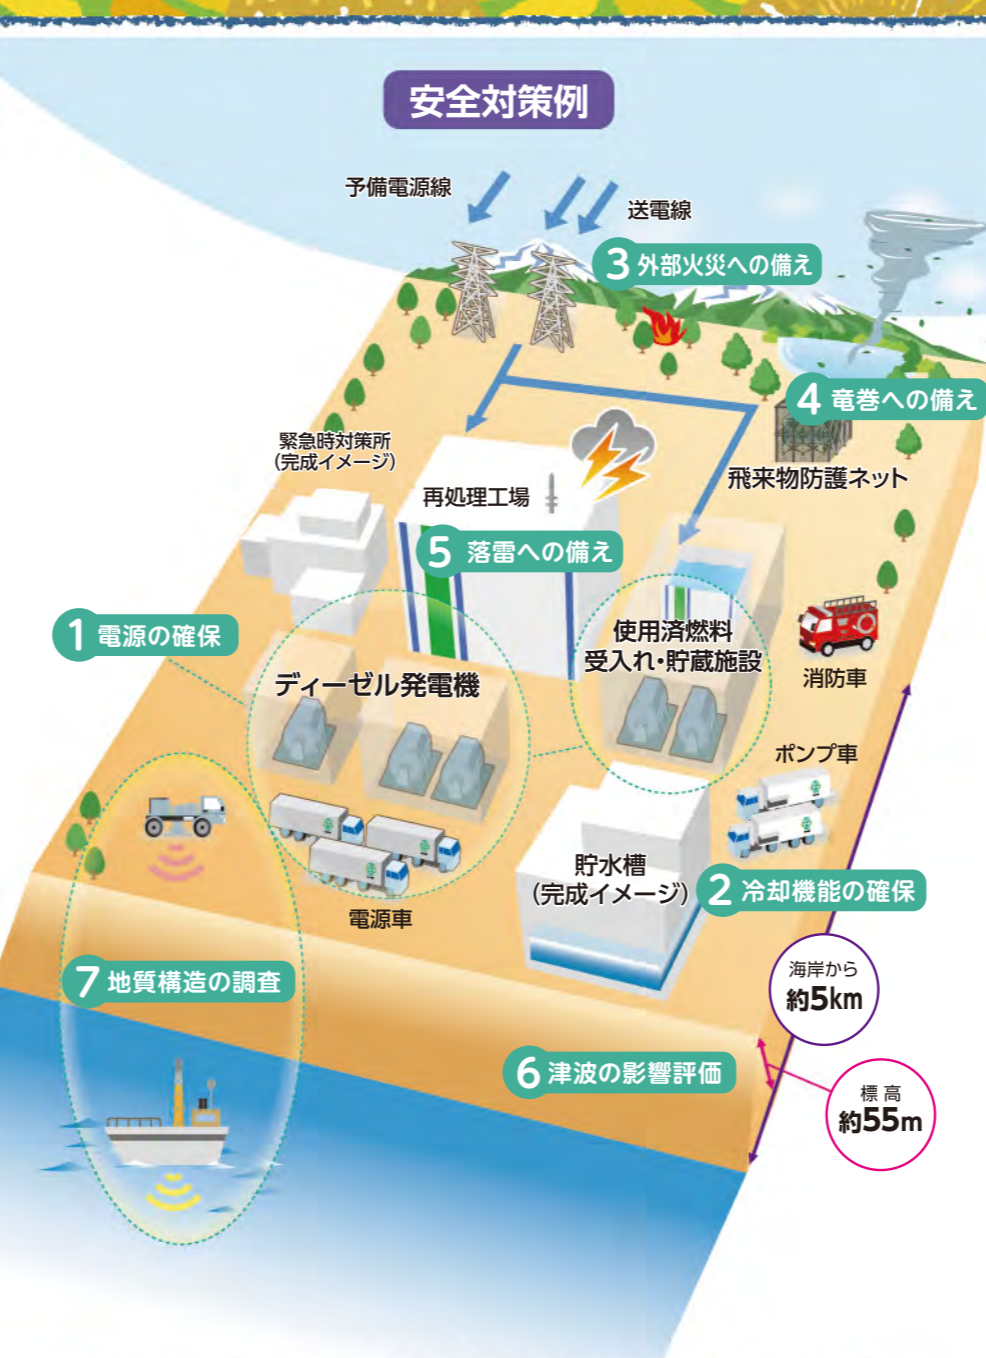 安全対策例
予備電源線
送電線
3 外部火災への備え
4 竜巻への備え
飛来物防護ネット
緊急時対策所
(完成イメージ)
再処理工場
5 落雷への備え
1 電源の確保
使用済燃料
受入れ・貯蔵施設
ディーゼル発電機
消防車
ポンプ車
貯水槽
(完成イメージ)
2 冷却機能の確保
電源車
7 地質構造の調査
海岸から
約5km
6 津波の影響評価
標高
約55m